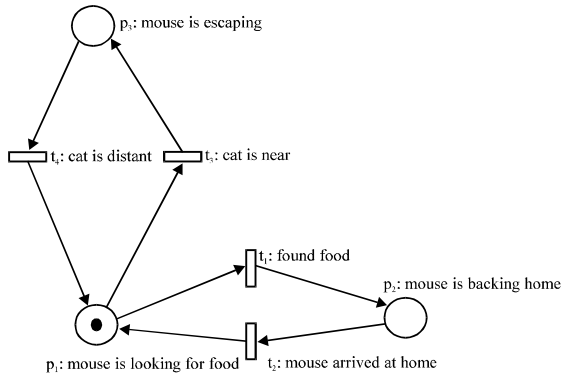 p₃: mouse is escaping
t₄: cat is distant
t₃: cat is near
t₁: found food
p₂: mouse is backing home
p₁: mouse is looking for food
t₂: mouse arrived at home